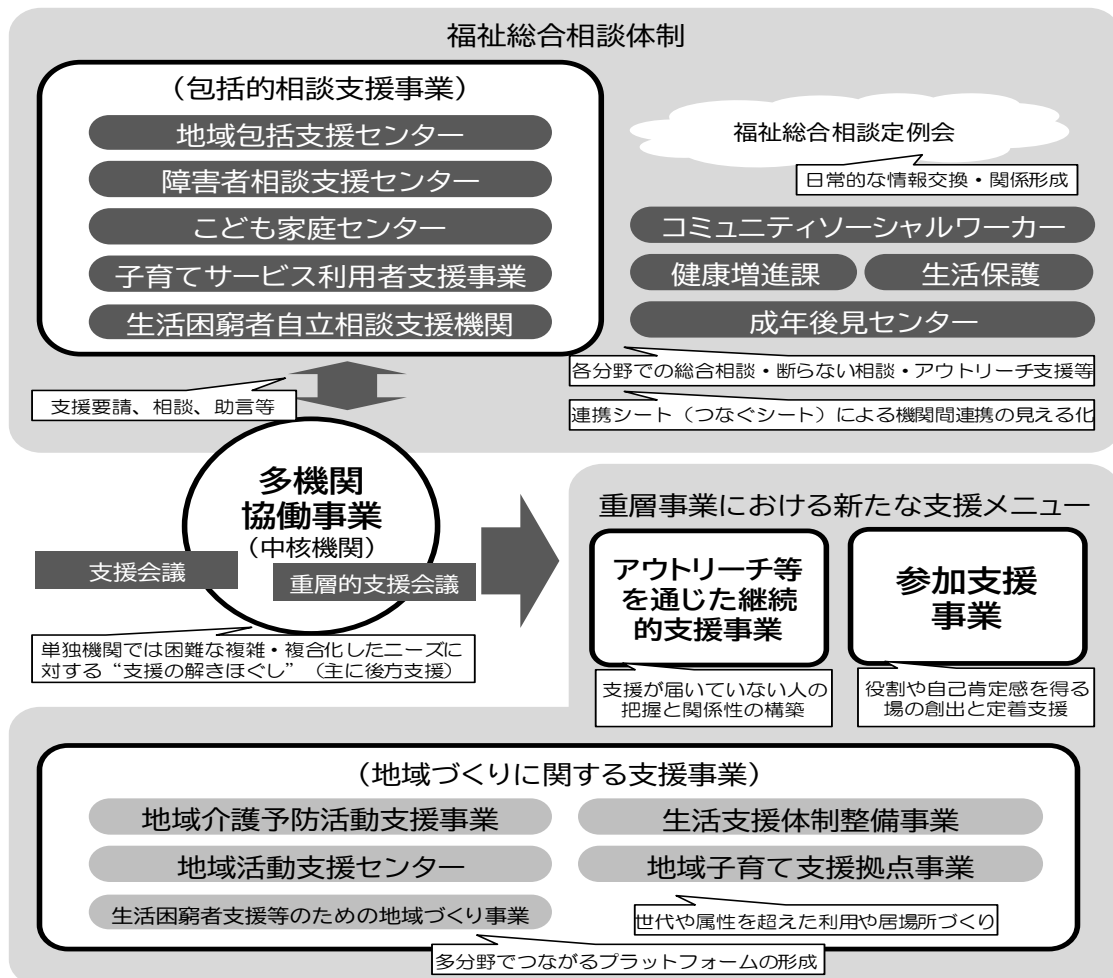 福祉総合相談体制
（包括的相談支援事業）
地域包括支援センター
障害者相談支援センター
こども家庭センター
子育てサービス利用者支援事業
生活困窮者自立相談支援機関
福祉総合相談定例会
日常的な情報交換・関係形成
コミュニティソーシャルワーカー
健康増進課
生活保護
成年後見センター
各分野での総合相談・断らない相談・アウトリーチ支援等
連携シート（つなぐシート）による機関間連携の見える化
支援要請、相談、助言等
多機関
協働事業
（中核機関）
支援会議
重層的支援会議
単独機関では困難な複雑・複合化したニーズに
対する“支援の解きほぐし”（主に後方支援）
重層事業における新たな支援メニュー
アウトリーチ等
を通じた継続
的支援事業
支援が届いていない人の
把握と関係性の構築
参加支援
事業
役割や自己肯定感を得る
場の創出と定着支援
（地域づくりに関する支援事業）
地域介護予防活動支援事業
生活支援体制整備事業
地域活動支援センター
地域子育て支援拠点事業
生活困窮者支援等のための地域づくり事業
世代や属性を超えた利用や居場所づくり
多分野でつながるプラットフォームの形成